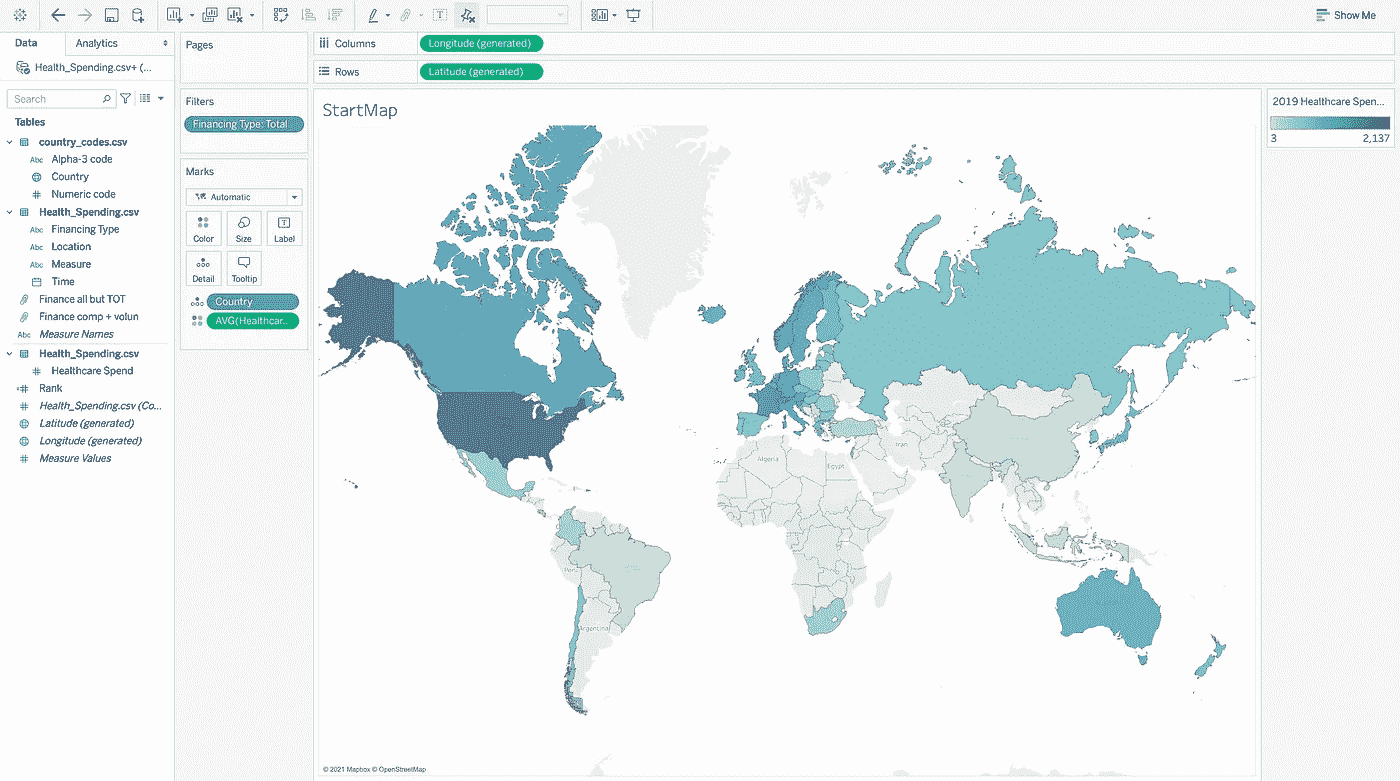 Show Me
Data
Analytics
Pages
Columns
Longitude (generated)
Health_Spending.csv+ (...
Rows
Latitude (generated)
Search
Filters
Financing Type: Total
StartMap
2019 Healthcare Spen...
3
2,137
Tables
country_codes.csv
Abc Alpha-3 code
Country
Numeric code
Health_Spending.csv
Abc Financing Type
Abc Location
Abc Measure
Time
Finance all but TOT
Finance comp + volun
Abc Measure Names
Health_Spending.csv
Healthcare Spend
Rank
Health_Spending.csv (Co...
Latitude (generated)
Longitude (generated)
Measure Values
Marks
Automatic
Color
Size
Label
Detail
Tooltip
Country
AVG(Healthcar..
Algeria
Egypt
Iran
Peru
Argentina
© 2021 Mapbox © OpenStreetMap